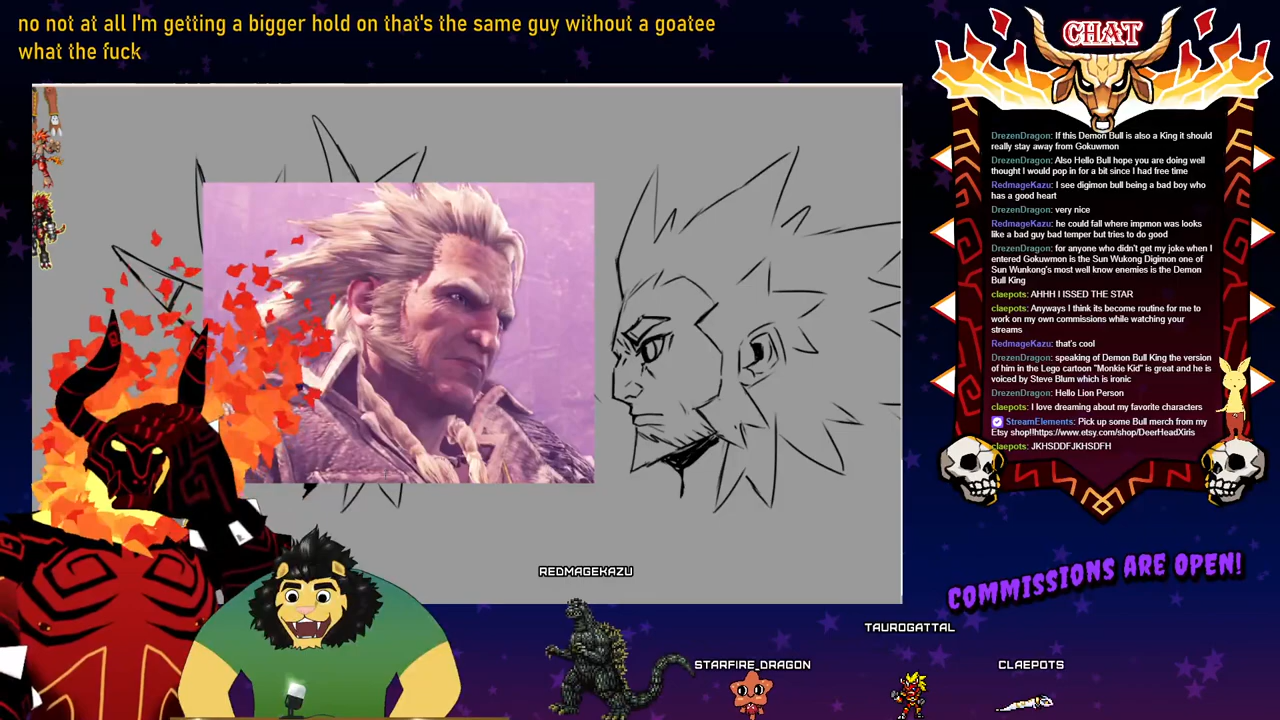 no not at all I'm getting a bigger hold on that's the same guy without a goatee
what the fuck
CHAT
DrezenDragon: If this Demon Bull is also a King it should
really stay away from Gokuwmon
DrezenDragon: Also Hello Bull hope you are doing well
thought I would pop in for a bit since I had free time
RedmageKazu: I see digimon bull being a bad boy who
has a good heart
DrezenDragon: very nice
RedmageKazu: he could fall where impmon was looks
like a bad guy bad temper but tries to do good
DrezenDragon: for anyone who didn't get my joke when I
entered Gokuwmon is the Sun Wukong Digimon one of
Sun Wunkong's most well know enemies is the Demon
Bull King
claepots: AHHH I ISSED THE STAR
claepots: Anyways I think its become routine for me to
work on my own commissions while watching your
streams
RedmageKazu: that's cool
DrezenDragon: speaking of Demon Bull King the version
of him in the Lego cartoon "Monkie Kid" is great and he is
voiced by Steve Blum which is ironic
DrezenDragon: Hello Lion Person
claepots: I love dreaming about my favorite characters
StreamElements: Pick up some Bull merch from my
Etsy shop!!https://www.etsy.com/shop/DeerHeadXiris
claepots: JKHSDDFJKHSDFH
COMMISSIONS ARE OPEN!
REDMAGEKAZU
TAUROGATTAL
STARFIRE_DRAGON
CLAEPOTS